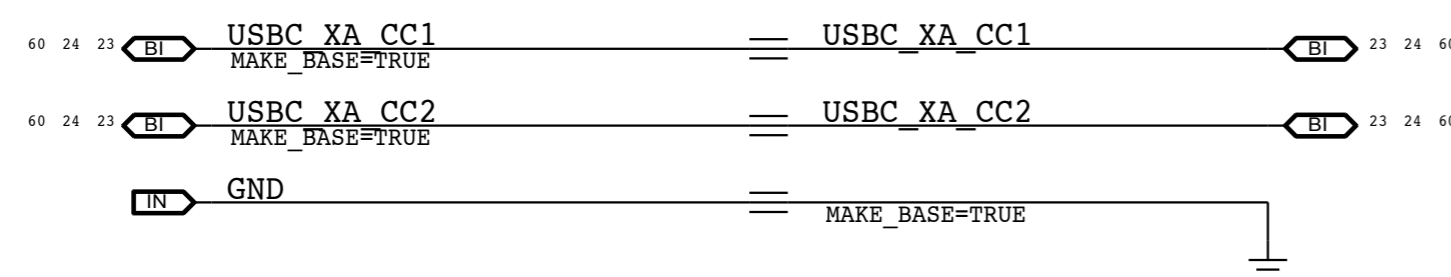 60 24 23 BI USBC_XA_CC1 USBC_XA_CC1 BI 23 24 60
MAKE_BASE=TRUE
60 24 23 BI USBC_XA_CC2 USBC_XA_CC2 BI 23 24 60
MAKE_BASE=TRUE
IN GND
MAKE_BASE=TRUE